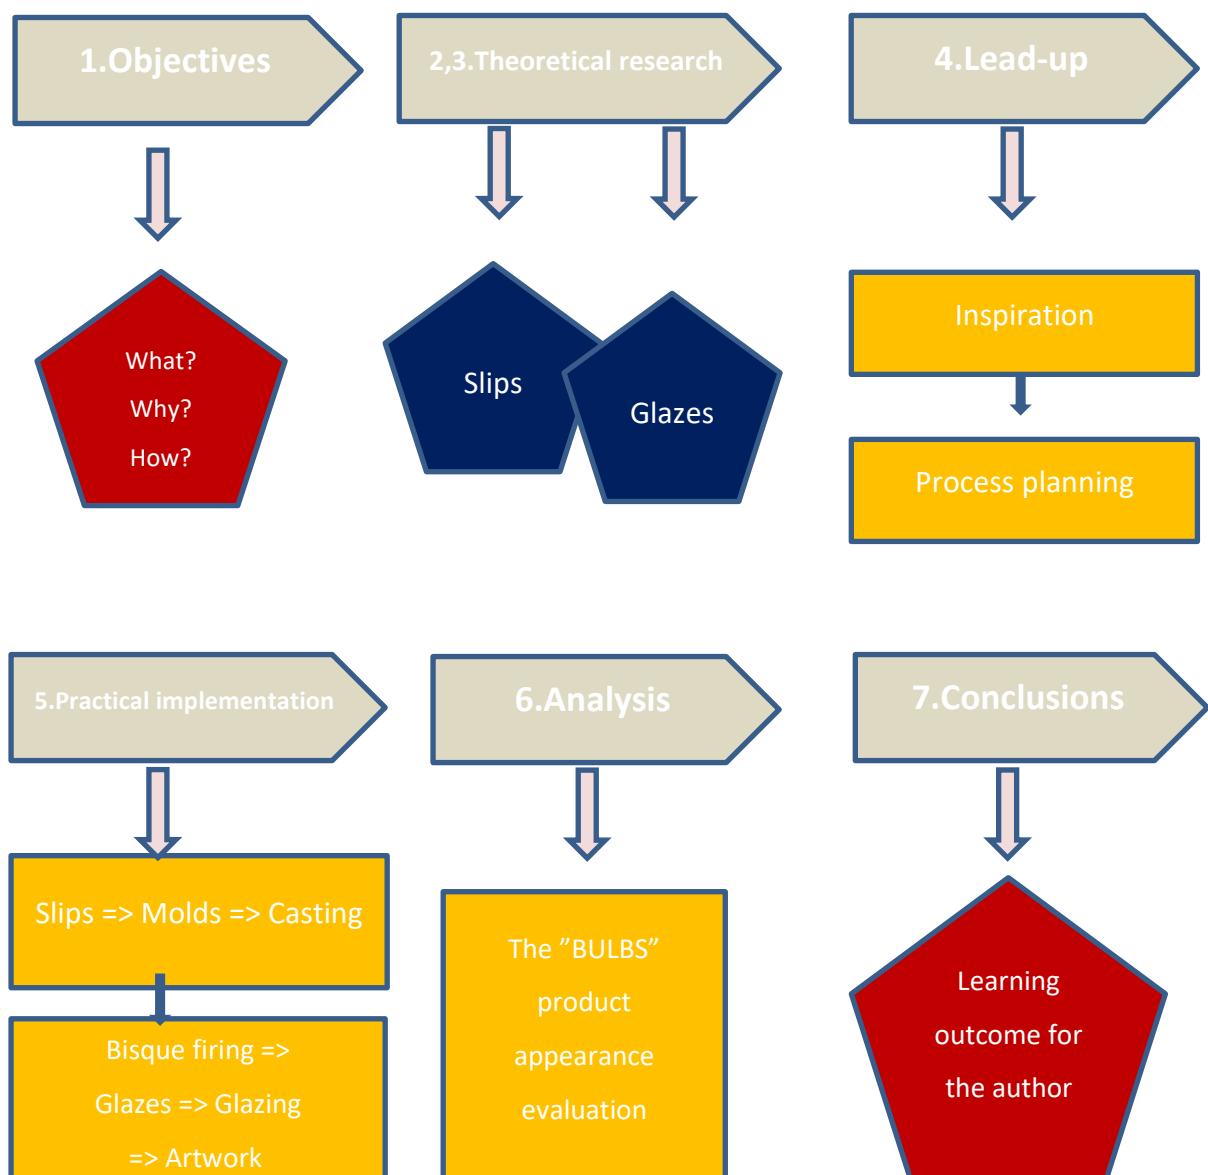 1.Objectives
2,3.Theoretical research
4.Lead-up
What?
Why?
How?
Slips
Glazes
Inspiration
Process planning
5.Practical implementation
6.Analysis
7.Conclusions
Slips => Molds => Casting
Bisque firing =>
Glazes => Glazing
=> Artwork
The ”BULBS”
product
appearance
evaluation
Learning
outcome for
the author